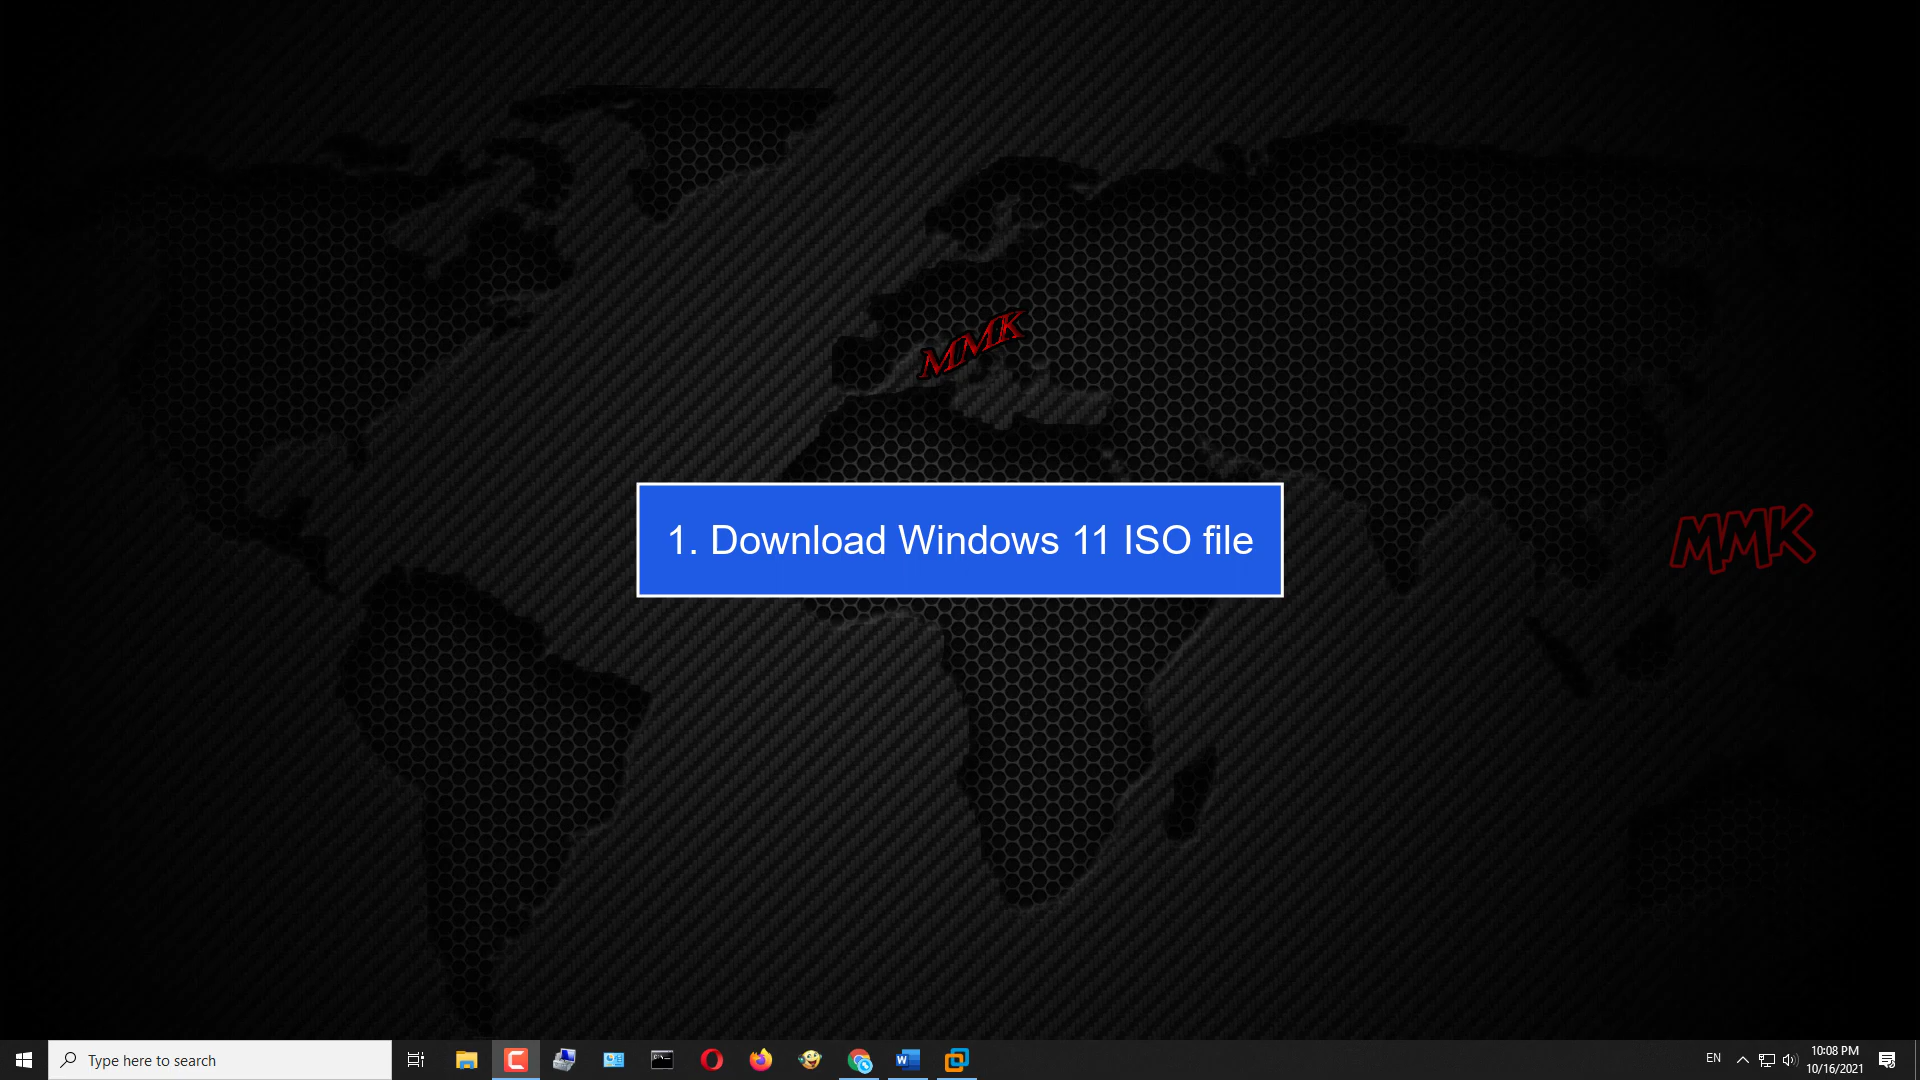 MMK
1. Download Windows 11 ISO file
MMK
Type here to search
C:\.
W
EN
10:08 PM
10/16/2021